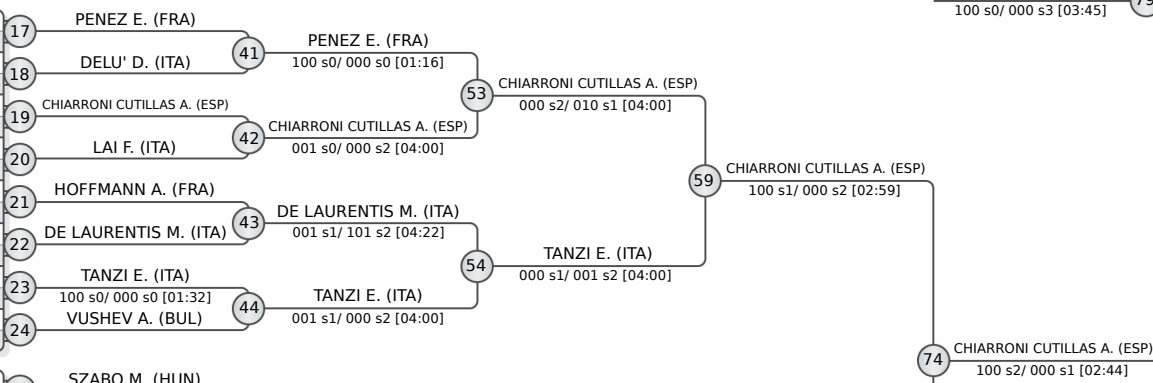 100 s0/ 000 s3 [03:45]
17
PENEZ E. (FRA)
41
PENEZ E. (FRA)
100 s0/ 000 s0 [01:16]
18
DELU' D. (ITA)
53
CHIARRONI CUTILLAS A. (ESP)
000 s2/ 010 s1 [04:00]
19
CHIARRONI CUTILLAS A. (ESP)
42
CHIARRONI CUTILLAS A. (ESP)
001 s0/ 000 s2 [04:00]
20
LAI F. (ITA)
59
CHIARRONI CUTILLAS A. (ESP)
100 s1/ 000 s2 [02:59]
21
HOFFMANN A. (FRA)
43
DE LAURENTIS M. (ITA)
001 s1/ 101 s2 [04:22]
22
DE LAURENTIS M. (ITA)
54
TANZI E. (ITA)
000 s1/ 001 s2 [04:00]
23
TANZI E. (ITA)
100 s0/ 000 s0 [01:32]
44
TANZI E. (ITA)
001 s1/ 000 s2 [04:00]
24
VUSHEV A. (BUL)
74
CHIARRONI CUTILLAS A. (ESP)
100 s2/ 000 s1 [02:44]
SZABO M. (HUN)